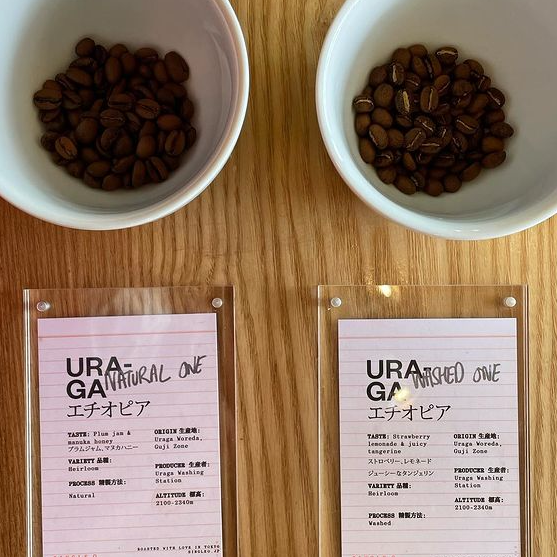 URA-
GA
NATURAL ONE
エチオピア
TASTE: Plum jam &
manuka honey
プラムジャム,マヌカハニー
VARIETY 品種:
Heirloom
PROCESS 精製方法:
Natural
ORIGIN 生産地:
Uraga Woreda,
Guji Zone
PRODUCER 生産者:
Uraga Washing
Station
ALTITUDE 標高:
2100-2340m
ROASTED WITH LOVE IN TOKYO
URA-
GA
WASHED ONE
エチオピア
TASTE: Strawberry
lemonade & juicy
tangerine
ストロベリー,レモネード
ジューシーなタンジェリン
VARIETY 品種:
Heirloom
PROCESS 精製方法:
Washed
ORIGIN 生産地:
Uraga Woreda,
Guji Zone
PRODUCER 生産者:
Uraga Washing
Station
ALTITUDE 標高:
2100-2340m